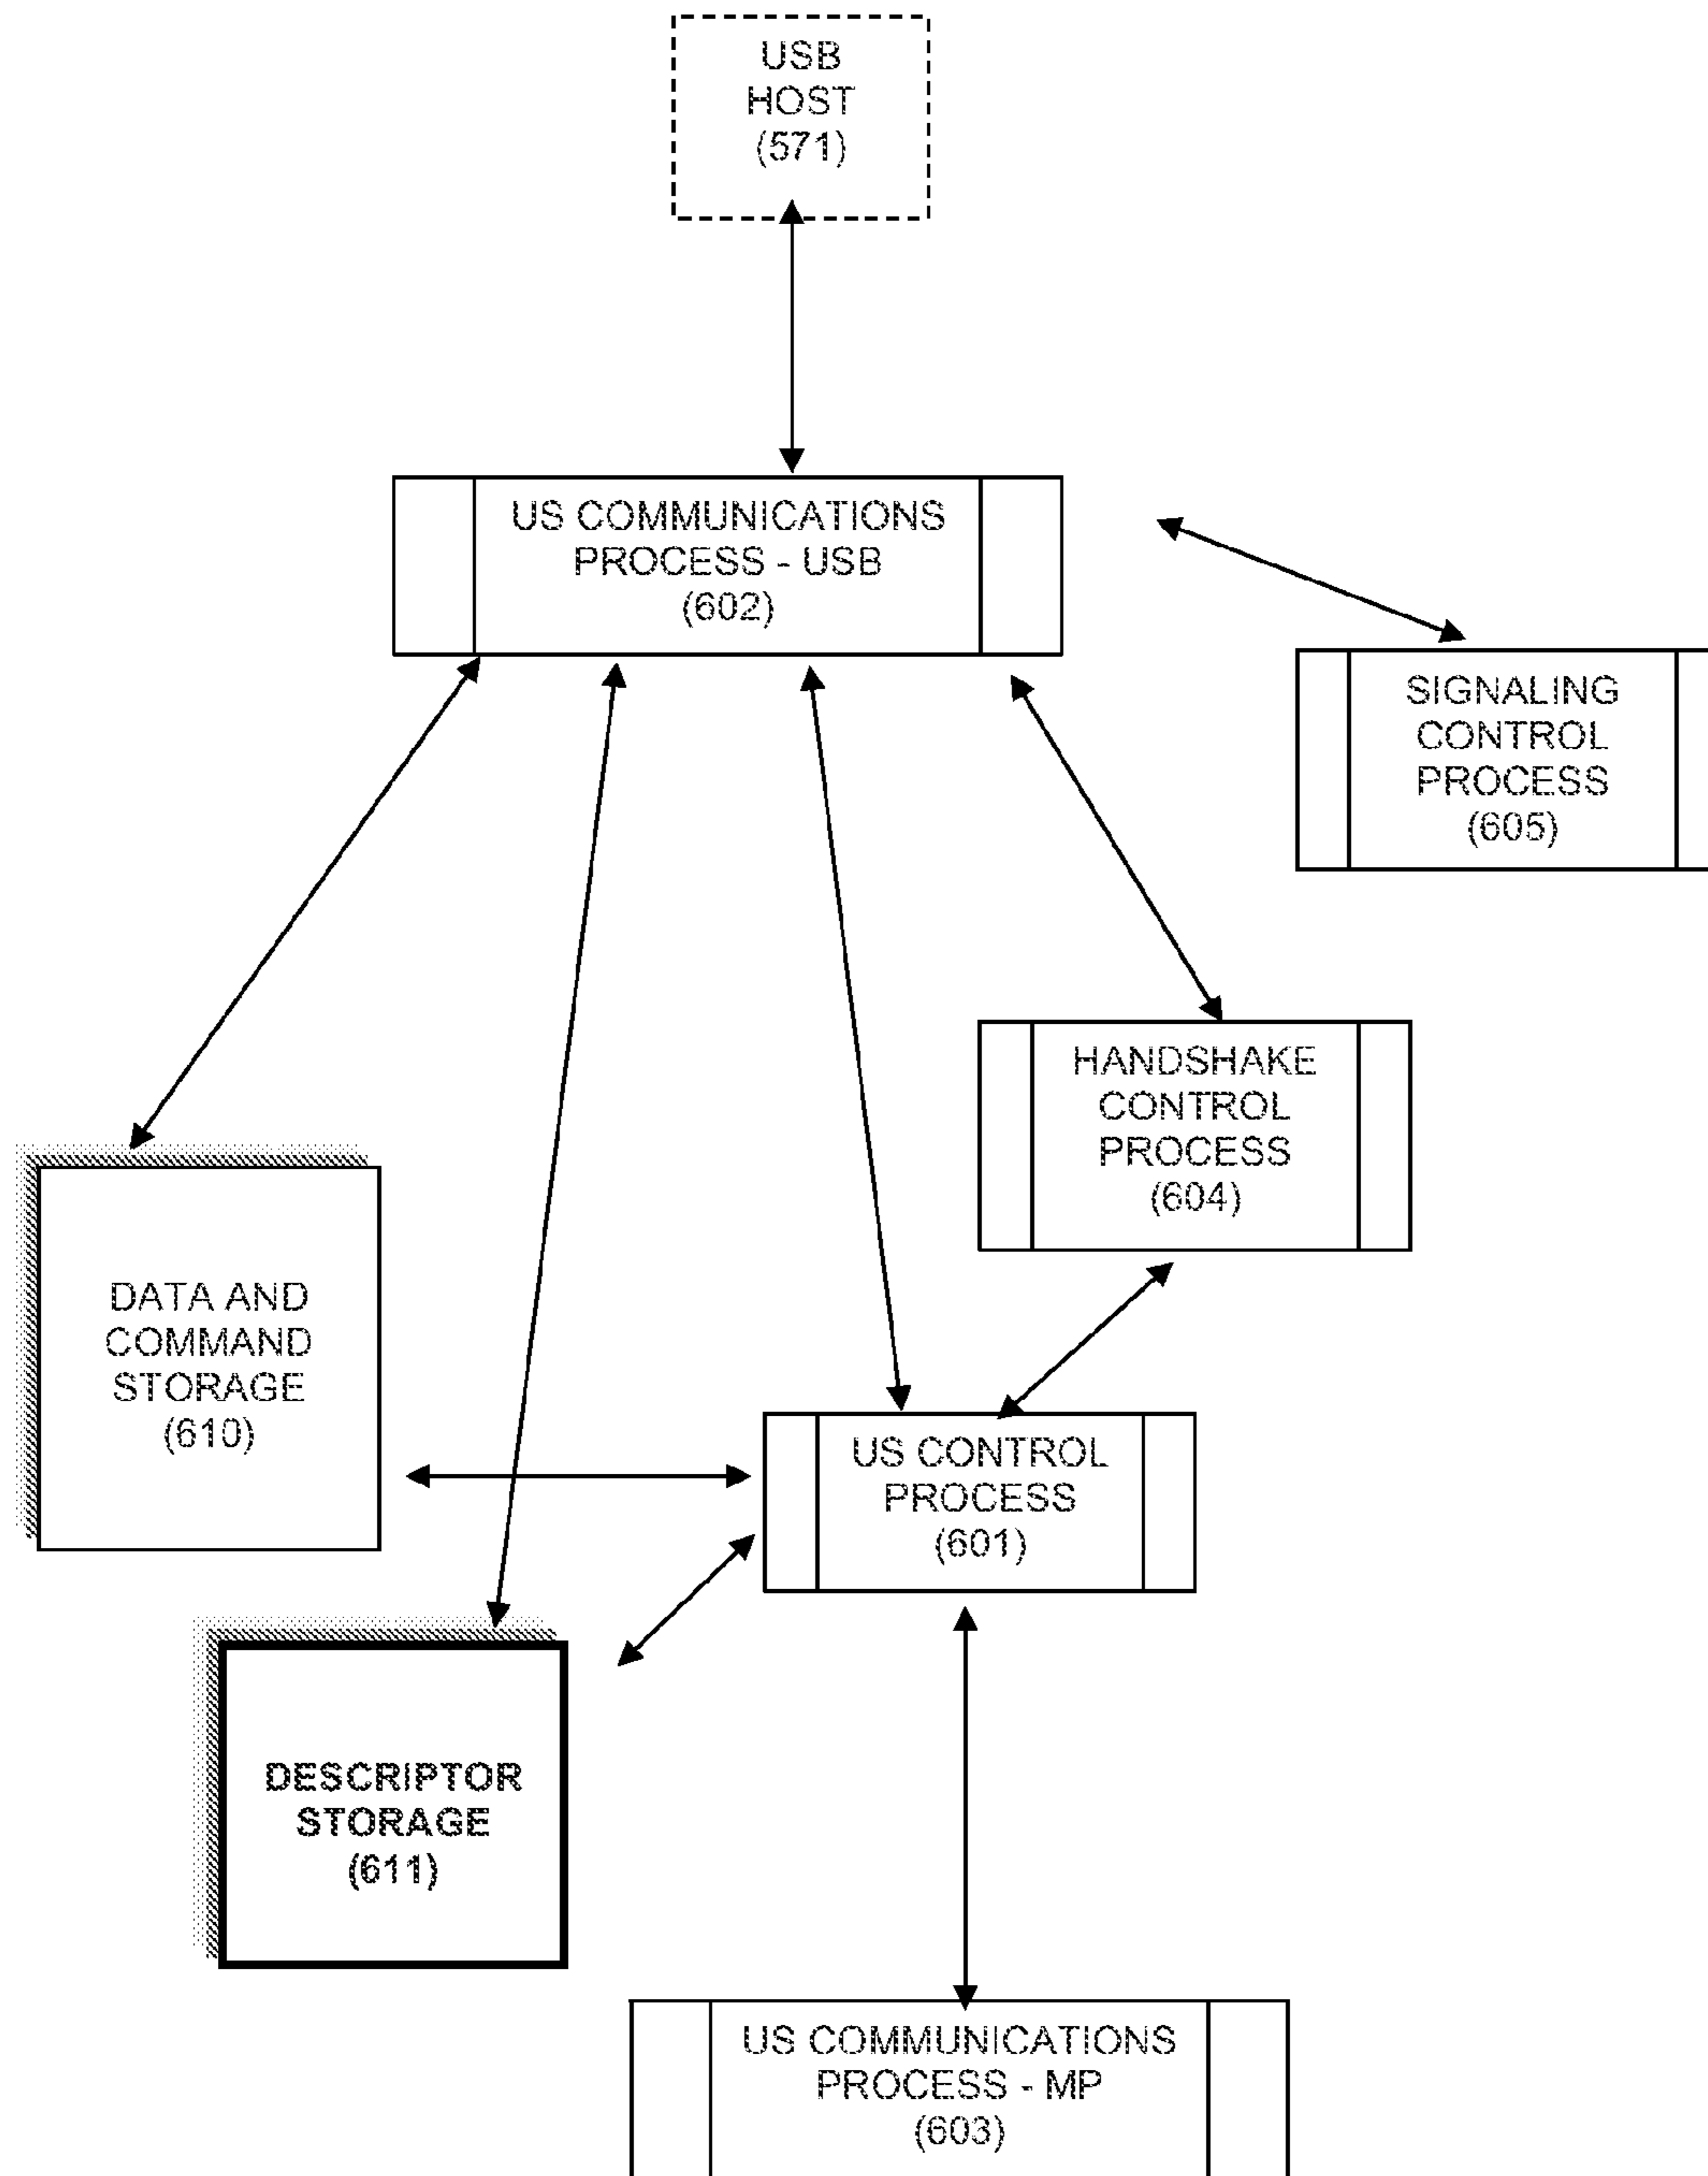 USB
HOST
(571)
US COMMUNICATIONS
PROCESS - USB
(602)
SIGNALING
CONTROL
PROCESS
(605)
HANDSHAKE
CONTROL
PROCESS
(604)
DATA AND
COMMAND
STORAGE
(610)
US CONTROL
PROCESS
(601)
DESCRIPTOR
STORAGE
(611)
US COMMUNICATIONS
PROCESS - MP
(603)